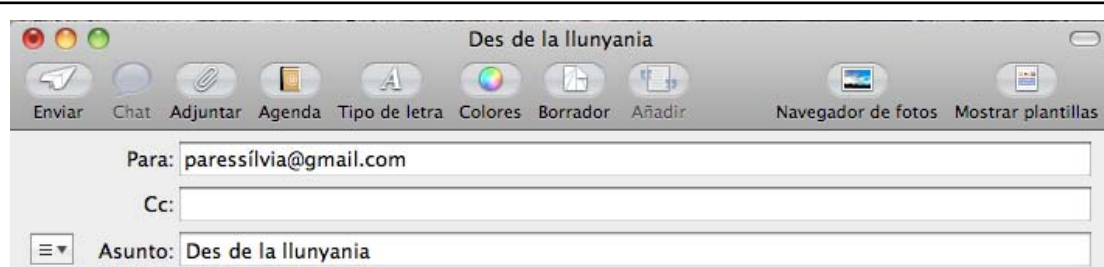 Des de la llunyania
Enviar Chat Adjuntar Agenda Tipo de letra Colores Borrador Añadir Navegador de fotos Mostrar plantillas
Para: paressílvia@gmail.com
Cc:
Asunto: Des de la llunyania